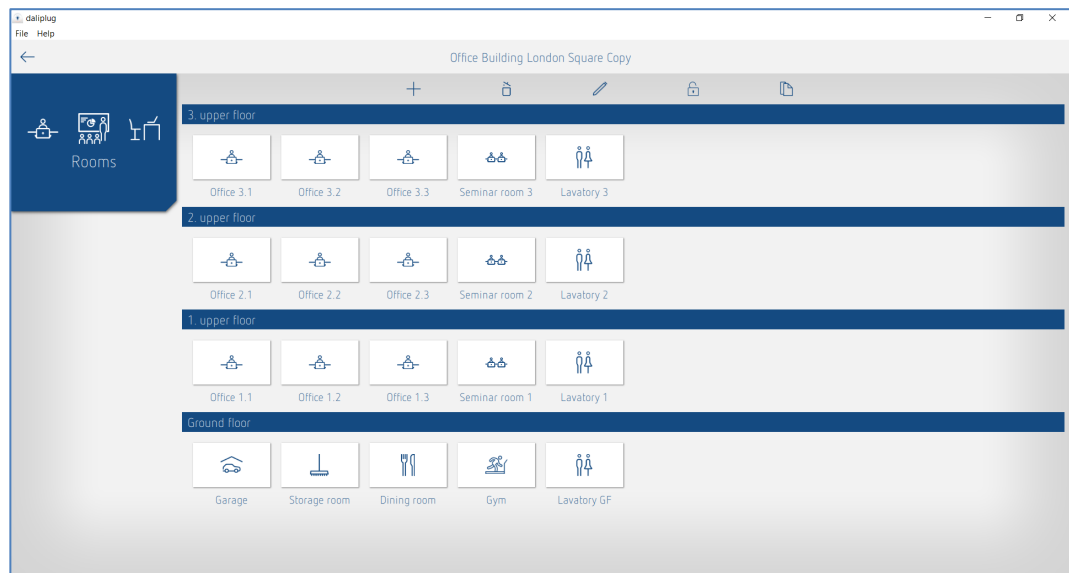 daliplug
File Help
Office Building London Square Copy
Rooms
3. upper floor
Office 3.1 Office 3.2 Office 3.3 Seminar room 3 Lavatory 3
2. upper floor
Office 2.1 Office 2.2 Office 2.3 Seminar room 2 Lavatory 2
1. upper floor
Office 1.1 Office 1.2 Office 1.3 Seminar room 1 Lavatory 1
Ground floor
Garage Storage room Dining room Gym Lavatory GF